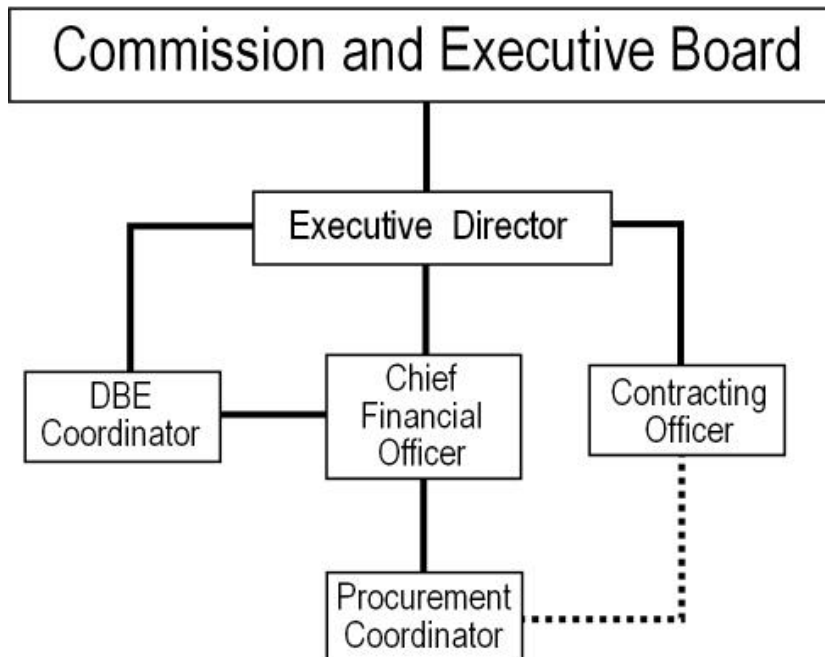 Commission and Executive Board
Executive Director
DBE
Coordinator
Chief
Financial
Officer
Contracting
Officer
Procurement
Coordinator